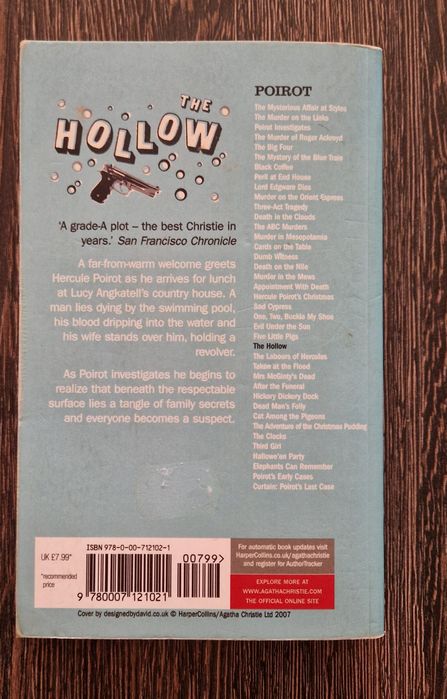 THE
HOLLOW
'A grade-A plot – the best Christie in
years.' San Francisco Chronicle
A far-from-warm welcome greets
Hercule Poirot as he arrives for lunch
at Lucy Angkatell's country house. A
man lies dying by the swimming pool,
his blood dripping into the water and
his wife stands over him, holding a
revolver.
As Poirot investigates he begins to
realize that beneath the respectable
surface lies a tangle of family secrets
and everyone becomes a suspect.
POIROT
The Mysterious Affair at Styles
The Murder on the Links
Poirot Investigates
The Murder of Roger Ackroyd
The Big Four
The Mystery of the Blue Train
Black Coffee
Peril at End House
Lord Edgware Dies
Murder on the Orient Express
Three-Act Tragedy
Death in the Clouds
The ABC Murders
Murder in Mesopotamia
Cards on the Table
Dumb Witness
Death on the Nile
Murder in the Mews
Appointment With Death
Hercule Poirot's Christmas
Sad Cypress
One, Two, Buckle My Shoe
Evil Under the Sun
Five Little Pigs
The Hollow
The Labours of Hercules
Taken at the Flood
Mrs McGinty's Dead
After the Funeral
Hickory Dickory Dock
Dead Man's Folly
Cat Among the Pigeons
The Adventure of the Christmas Pudding
The Clocks
Third Girl
Hallowe'en Party
Elephants Can Remember
Poirot's Early Cases
Curtain: Poirot's Last Case
UK £7.99*
*recommended
price
ISBN 978-0-00-712102-1
00799>
9 780007 121021
For automatic book updates visit
HarperCollins.co.uk/agathachristie
and register for AuthorTracker
EXPLORE MORE AT
WWW.AGATHACHRISTIE.COM
THE OFFICIAL ONLINE SITE
Cover by designedbydavid.co.uk © HarperCollins/Agatha Christie Ltd 2007